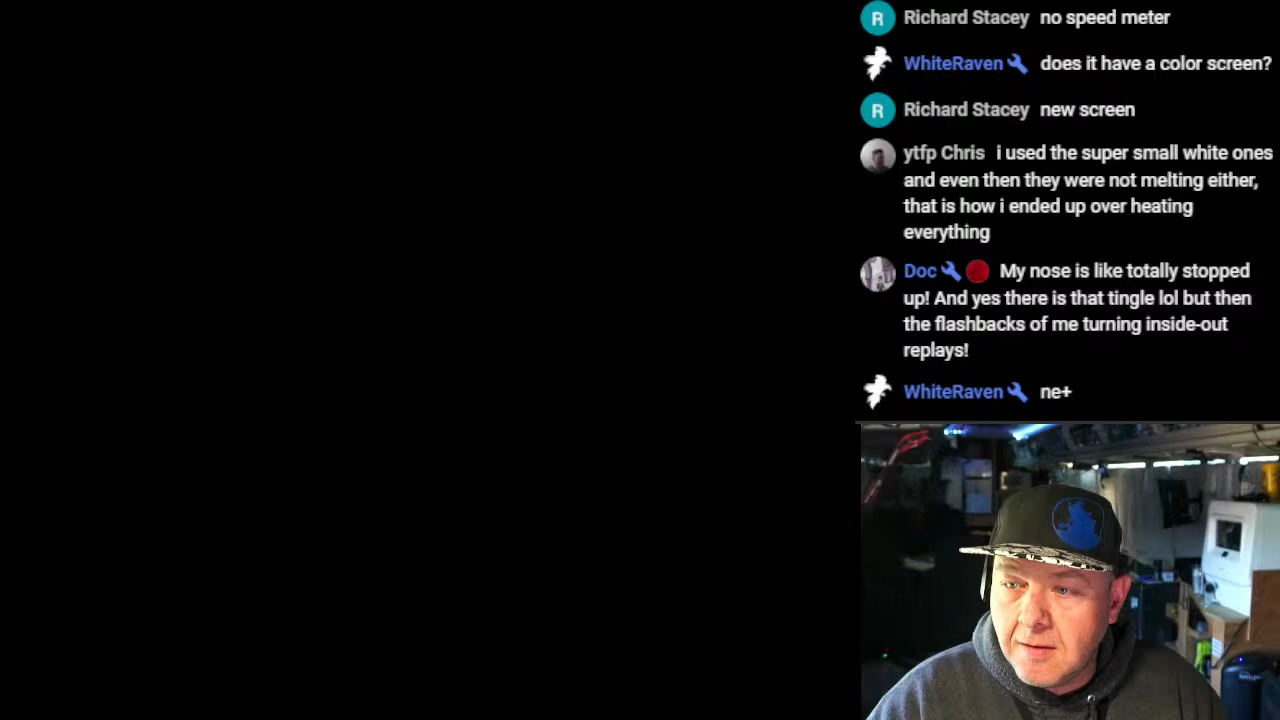 R Richard Stacey no speed meter
WhiteRaven does it have a color screen?
R Richard Stacey new screen
ytfp Chris i used the super small white ones
and even then they were not melting either,
that is how i ended up over heating
everything
Doc My nose is like totally stopped
up! And yes there is that tingle lol but then
the flashbacks of me turning inside-out
replays!
WhiteRaven ne+